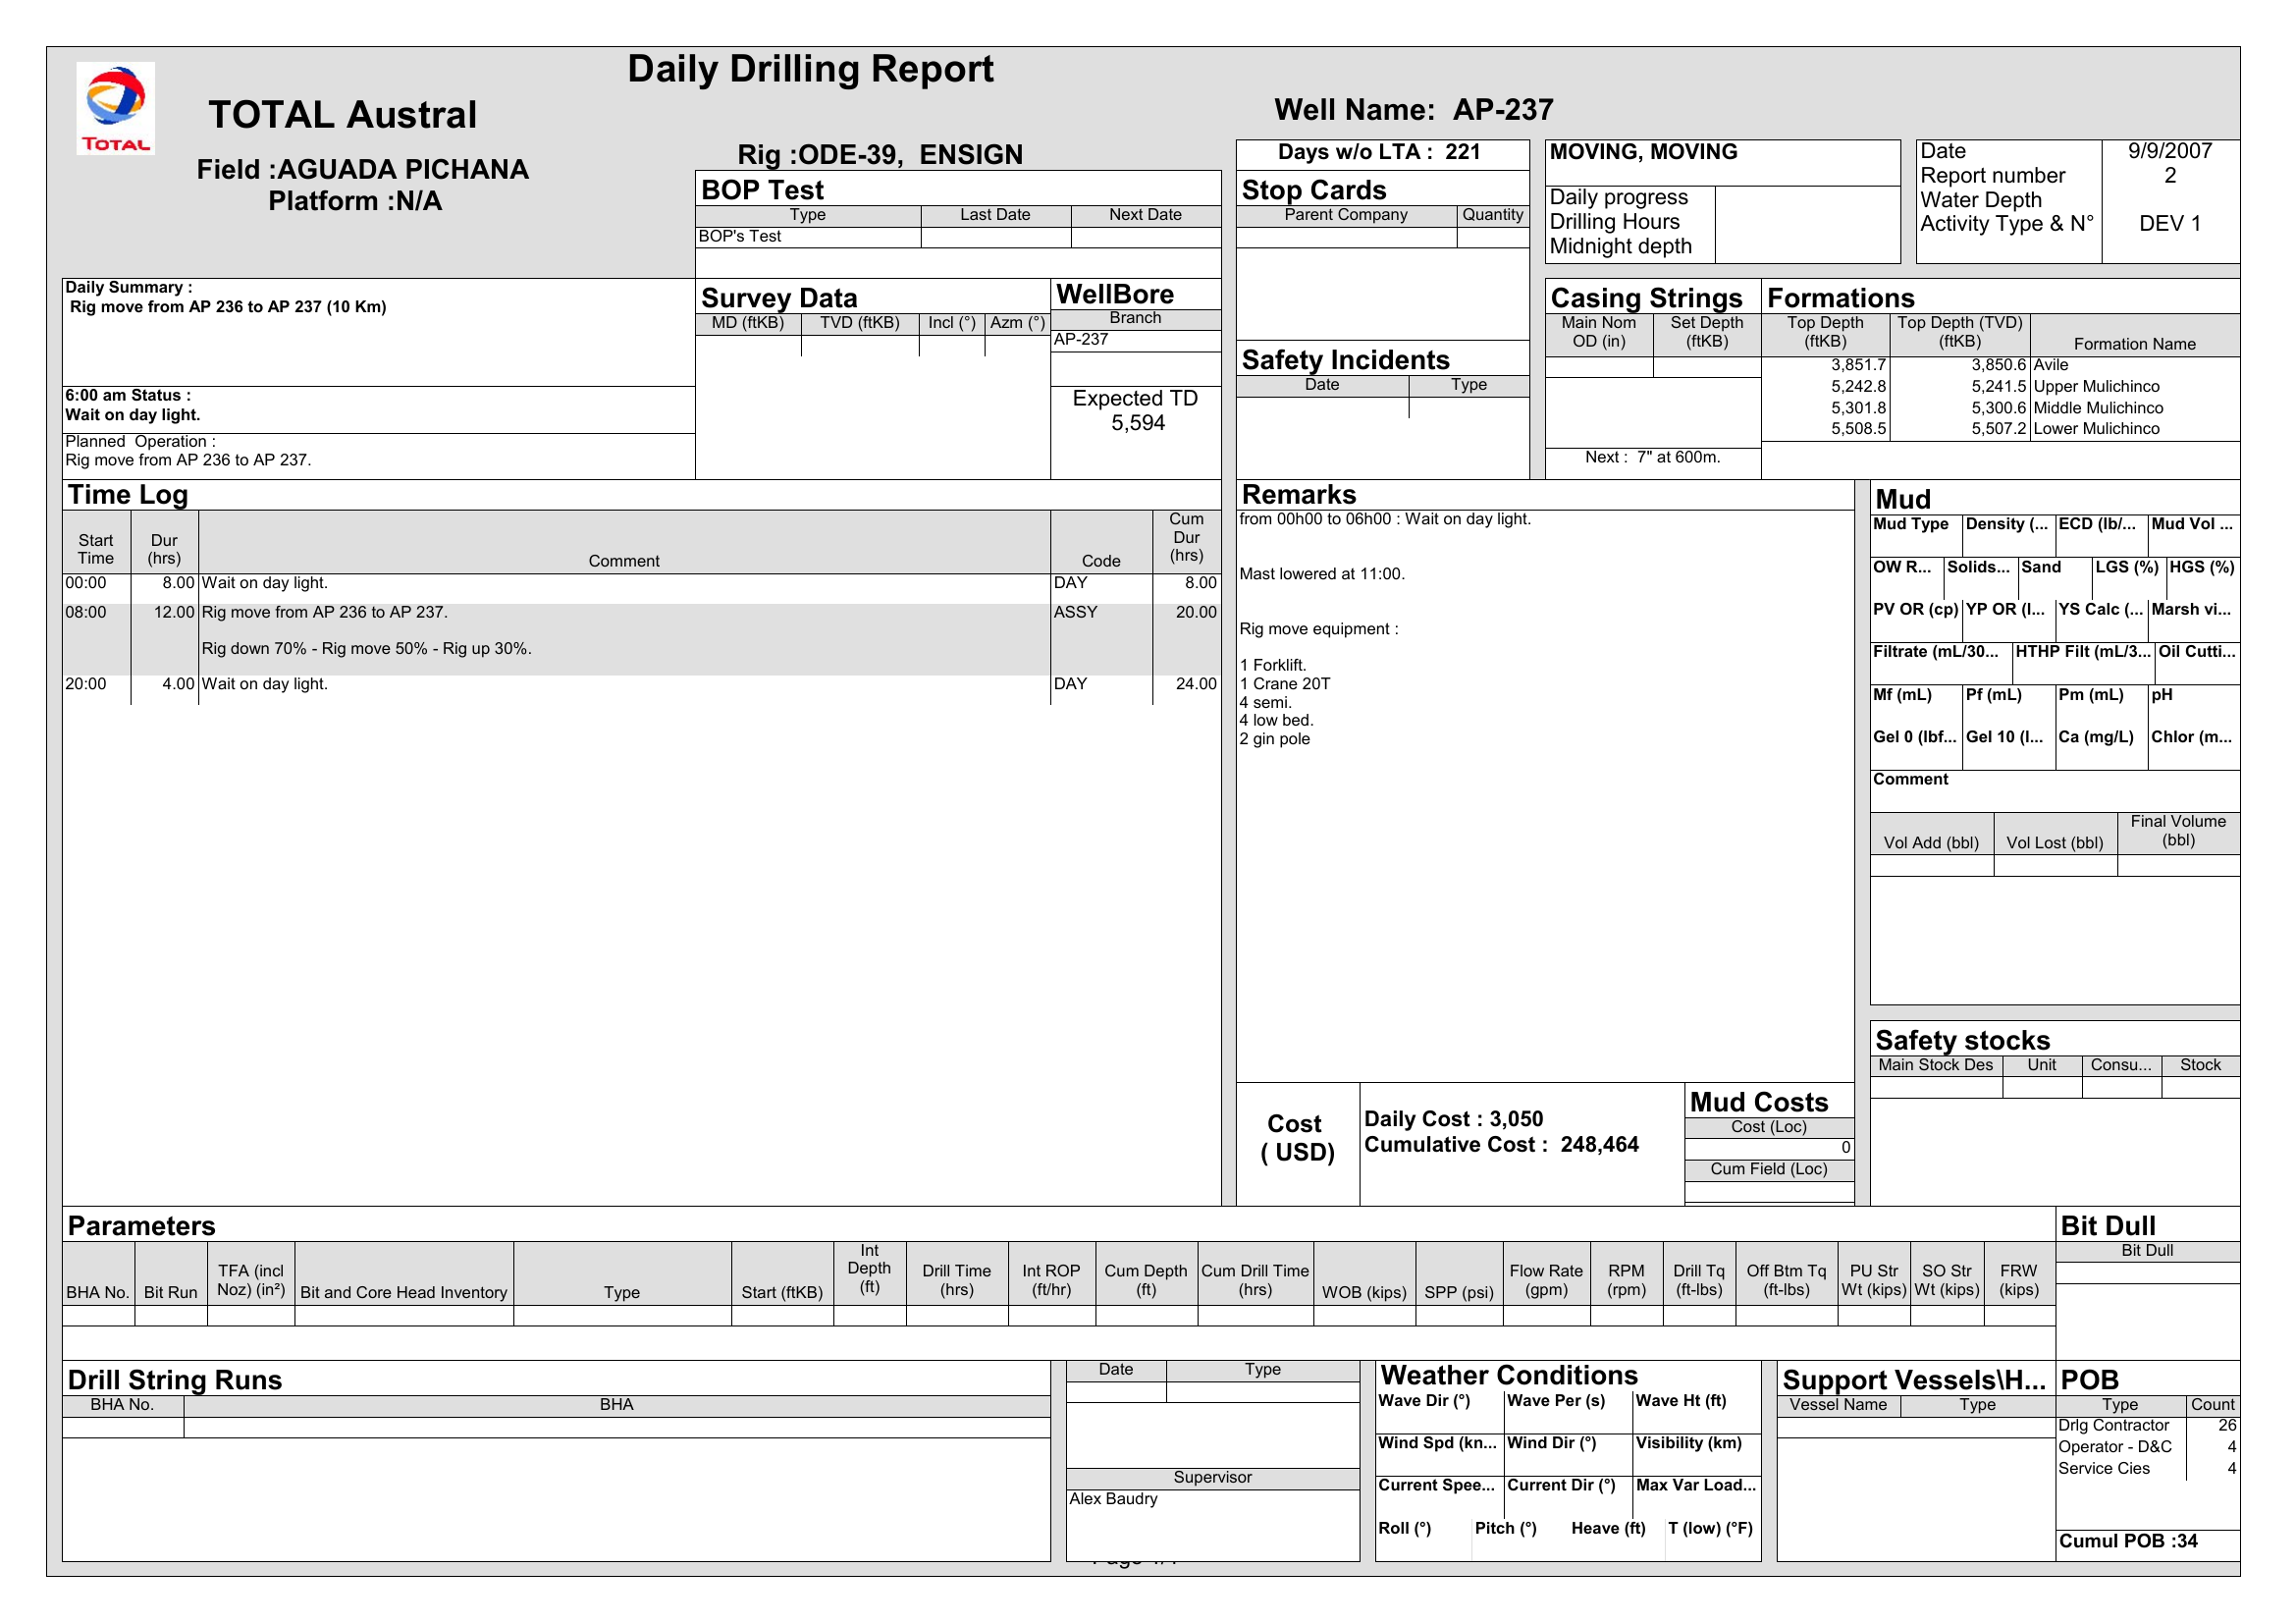 Daily Drilling Report
TOTAL
TOTAL Austral
Well Name: AP-237
Field :AGUADA PICHANA
Platform :N/A
Rig :ODE-39, ENSIGN
BOP Test
Type Last Date Next Date
BOP's Test
Days w/o LTA : 221
Stop Cards
Parent Company Quantity
MOVING, MOVING
Daily progress
Drilling Hours
Midnight depth
Date 9/9/2007
Report number 2
Water Depth
Activity Type & N° DEV 1
Daily Summary :
Rig move from AP 236 to AP 237 (10 Km)
6:00 am Status :
Wait on day light.
Planned Operation :
Rig move from AP 236 to AP 237.
Survey Data
MD (ftKB) TVD (ftKB) Incl (°) Azm (°)
WellBore
Branch
AP-237
Expected TD
5,594
Safety Incidents
Date Type
Casing Strings
Main Nom OD (in) Set Depth (ftKB)
Next : 7" at 600m.
Formations
Top Depth (ftKB) Top Depth (TVD) (ftKB) Formation Name
3,851.7 3,850.6 Avile
5,242.8 5,241.5 Upper Mulichinco
5,301.8 5,300.6 Middle Mulichinco
5,508.5 5,507.2 Lower Mulichinco
Time Log
Start Time Dur (hrs) Comment Code Cum Dur (hrs)
00:00 8.00 Wait on day light. DAY 8.00
08:00 12.00 Rig move from AP 236 to AP 237. ASSY 20.00
Rig down 70% - Rig move 50% - Rig up 30%.
20:00 4.00 Wait on day light. DAY 24.00
Remarks
from 00h00 to 06h00 : Wait on day light.
Mast lowered at 11:00.
Rig move equipment :
1 Forklift.
1 Crane 20T
4 semi.
4 low bed.
2 gin pole
Mud
Mud Type Density (... ECD (lb/... Mud Vol ...
OW R... Solids... Sand LGS (%) HGS (%)
PV OR (cp) YP OR (l... YS Calc (... Marsh vi...
Filtrate (mL/30... HTHP Filt (mL/3... Oil Cutti...
Mf (mL) Pf (mL) Pm (mL) pH
Gel 0 (lbf... Gel 10 (l... Ca (mg/L) Chlor (m...
Comment
Vol Add (bbl) Vol Lost (bbl) Final Volume (bbl)
Safety stocks
Main Stock Des Unit Consu... Stock
Cost
( USD)
Daily Cost : 3,050
Cumulative Cost : 248,464
Mud Costs
Cost (Loc)
0
Cum Field (Loc)
Parameters
BHA No. Bit Run TFA (incl Noz) (in²) Bit and Core Head Inventory Type Start (ftKB) Int Depth (ft) Drill Time (hrs) Int ROP (ft/hr) Cum Depth (ft) Cum Drill Time (hrs) WOB (kips) SPP (psi) Flow Rate (gpm) RPM (rpm) Drill Tq (ft-lbs) Off Btm Tq (ft-lbs) PU Str Wt (kips) SO Str Wt (kips) FRW (kips)
Bit Dull
Bit Dull
Drill String Runs
BHA No. BHA
Date Type
Supervisor
Alex Baudry
Weather Conditions
Wave Dir (°) Wave Per (s) Wave Ht (ft)
Wind Spd (kn... Wind Dir (°) Visibility (km)
Current Spee... Current Dir (°) Max Var Load...
Roll (°) Pitch (°) Heave (ft) T (low) (°F)
Support Vessels\H...
Vessel Name Type
POB
Type Count
Drlg Contractor 26
Operator - D&C 4
Service Cies 4
Cumul POB :34